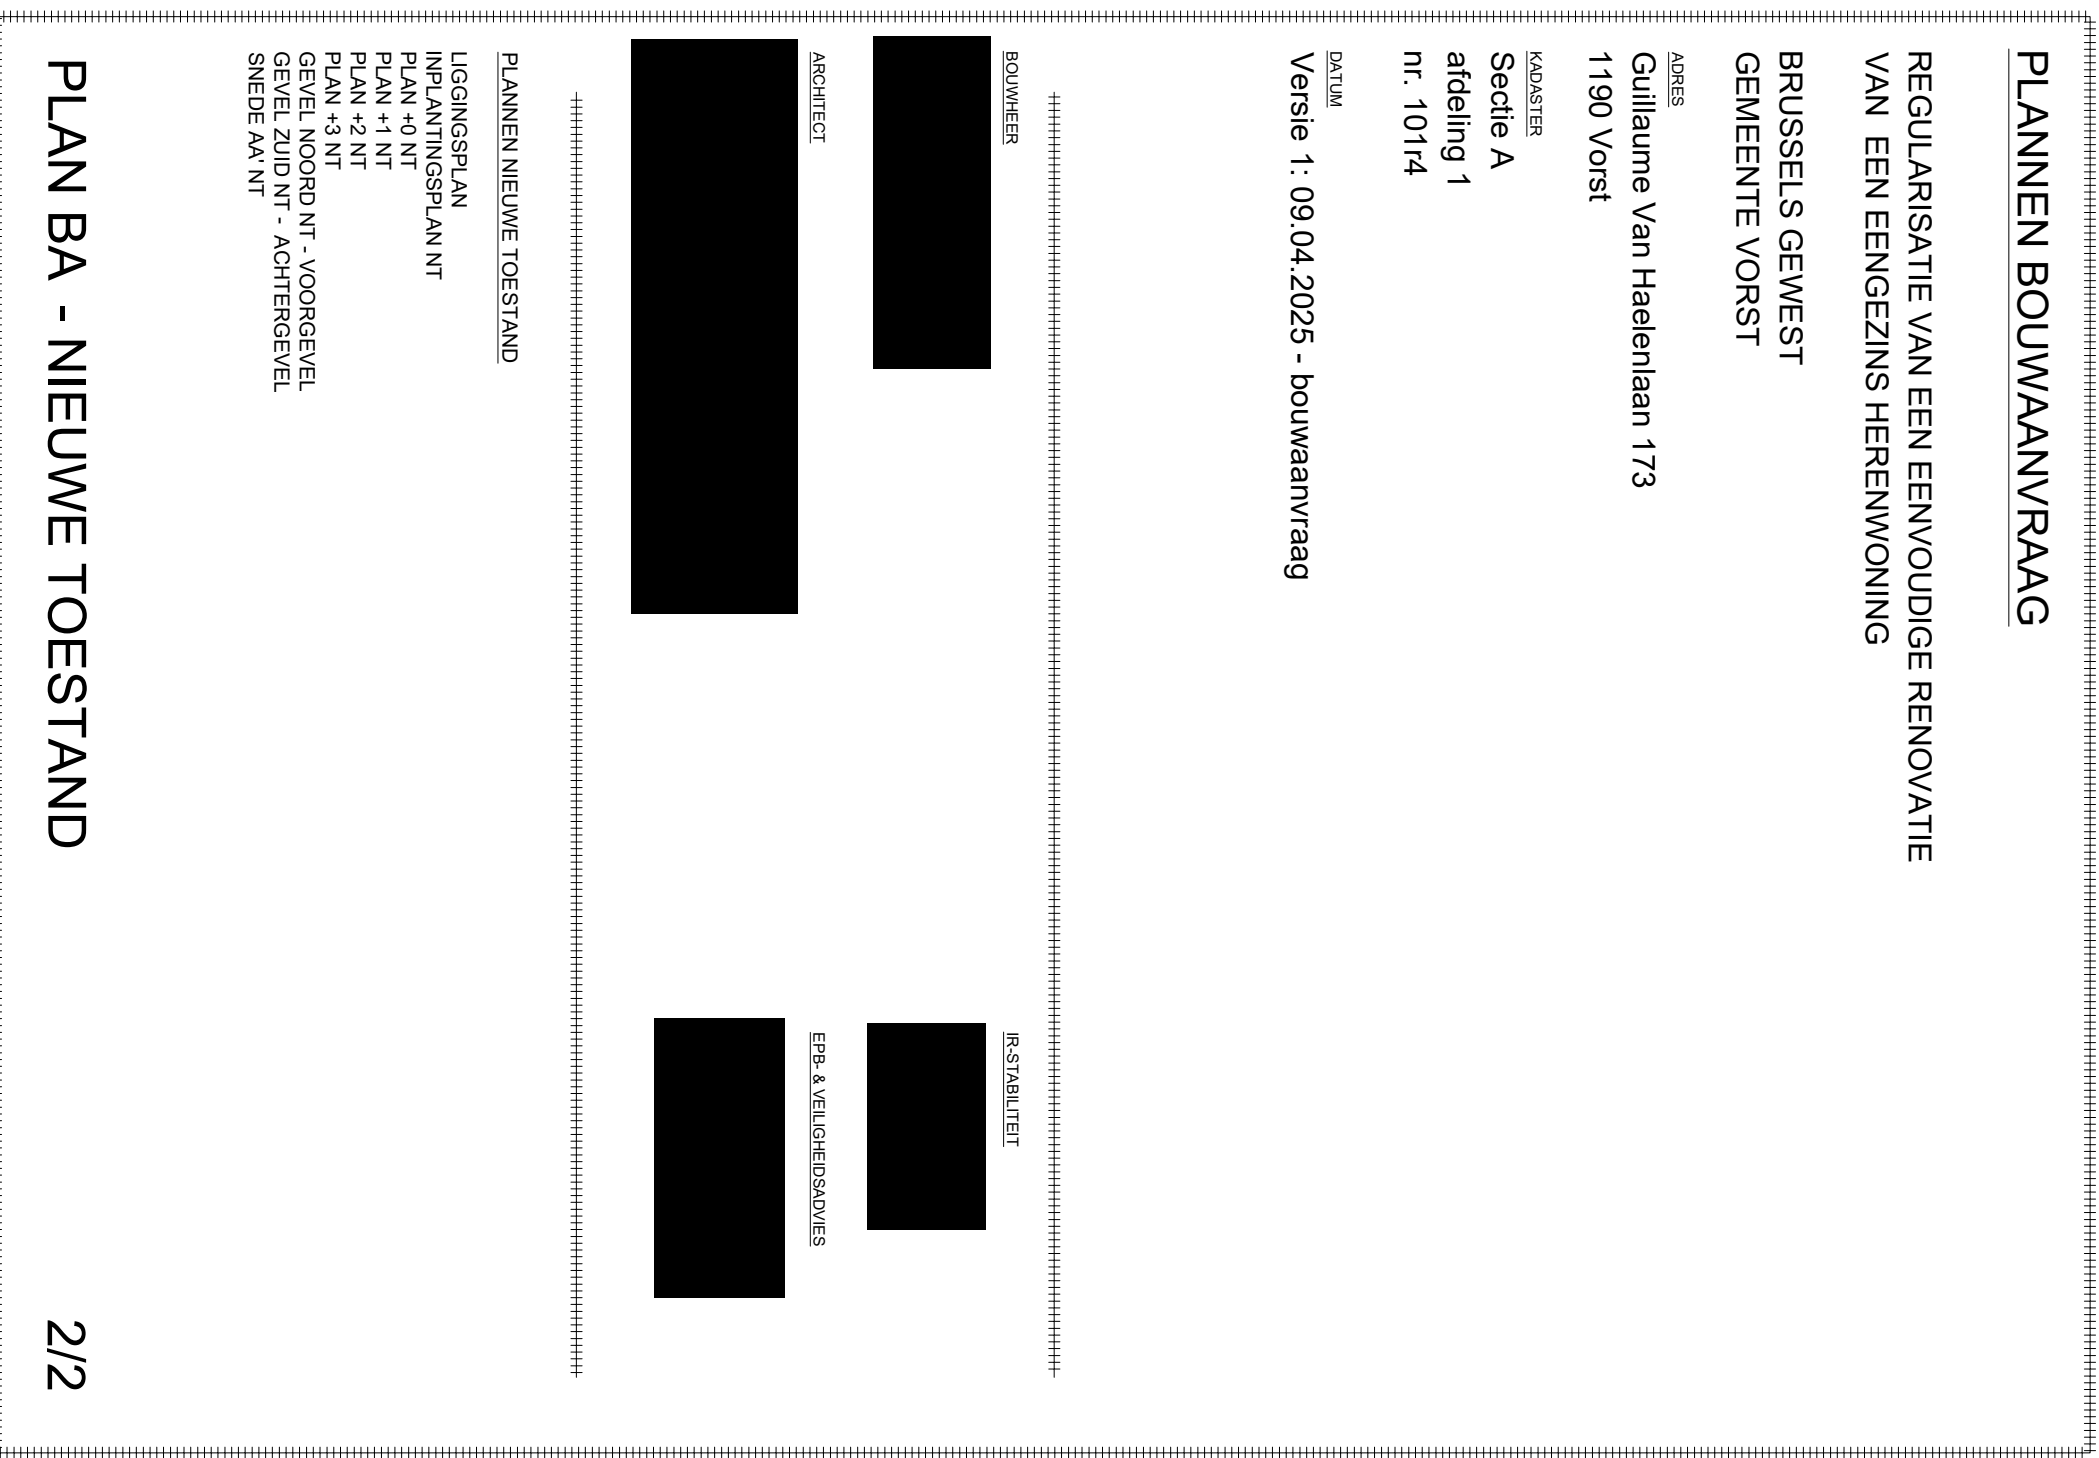 PLANNEN BOUWAANVRAAG
REGULARISATIE VAN EEN EENVOUDIGE RENOVATIE
VAN EEN EENGEZINS HERENWONING
BRUSSELS GEWEST
GEMEENTE VORST
ADRES
Guillaume Van Haelenlaan 173
1190 Vorst
KADASTER
Sectie A
afdeling 1
nr. 101r4
DATUM
Versie 1: 09.04.2025 - bouwaanvraag
BOUWHEER
IR-STABILITEIT
ARCHITECT
EPB- & VEILIGHEIDSADVIES
PLANNEN NIEUWE TOESTAND
LIGGINGSPLAN
INPLANTINGSPLAN NT
PLAN +0 NT
PLAN +1 NT
PLAN +2 NT
PLAN +3 NT
GEVEL NOORD NT - VOORGEVEL
GEVEL ZUID NT - ACHTERGEVEL
SNEDE AA' NT
PLAN BA - NIEUWE TOESTAND
2/2